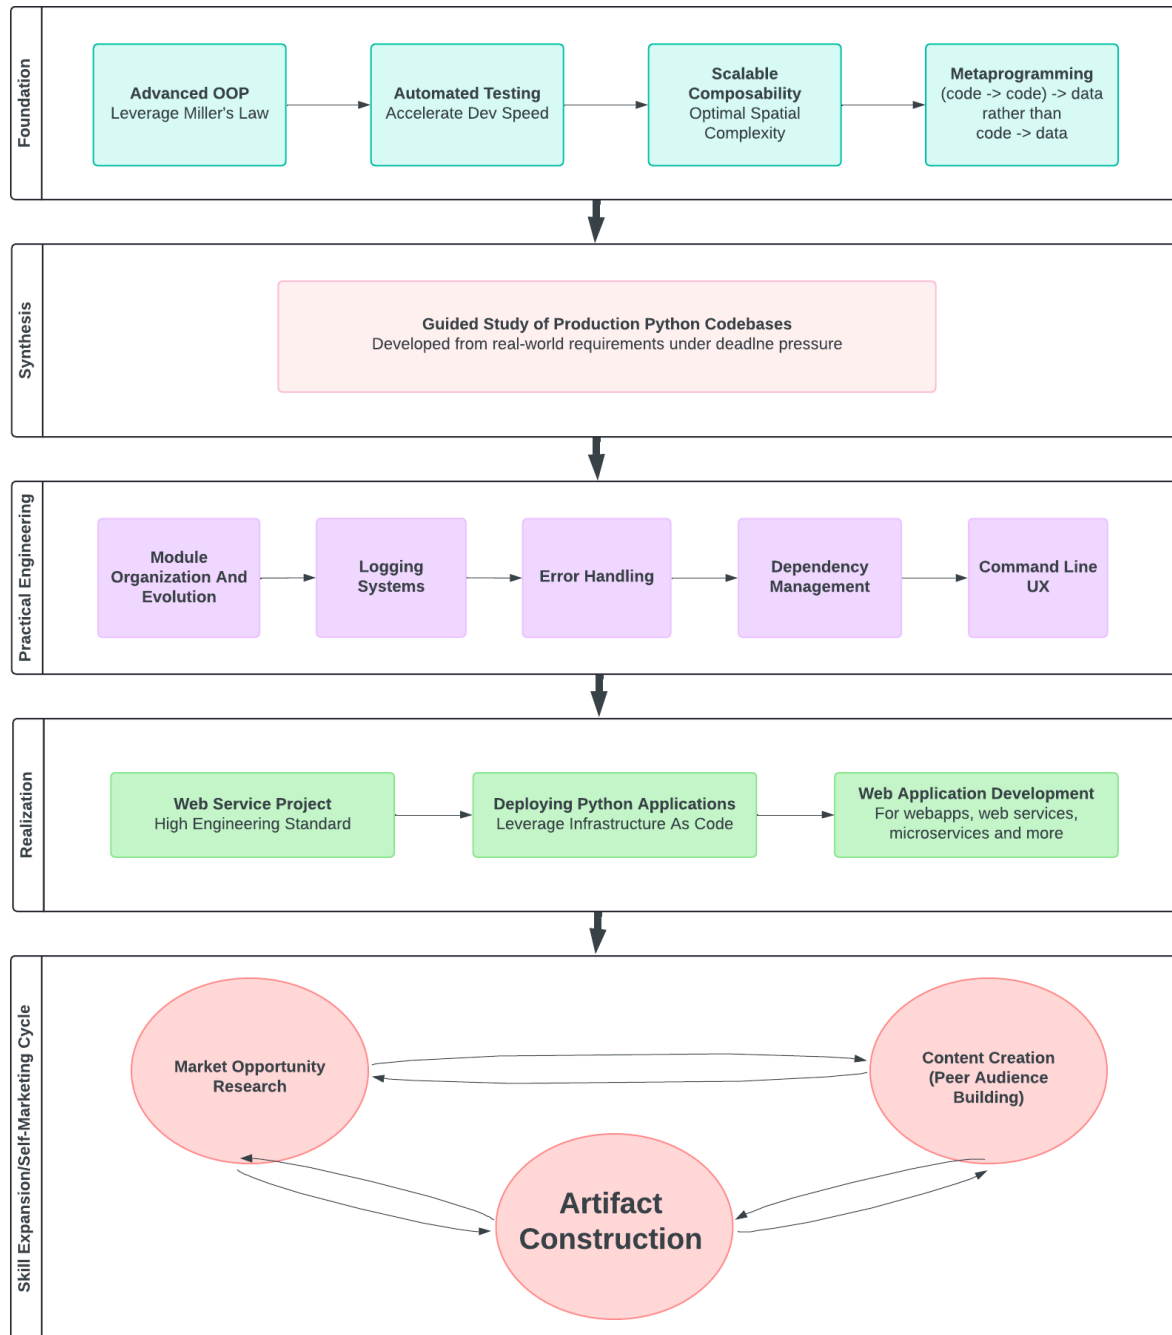 Foundation
Advanced OOP
Leverage Miller's Law
Automated Testing
Accelerate Dev Speed
Scalable
Composability
Optimal Spatial
Complexity
Metaprogramming
(code -> code) -> data
rather than
code -> data
Synthesis
Guided Study of Production Python Codebases
Developed from real-world requirements under deadlne pressure
Practical Engineering
Module
Organization And
Evolution
Logging
Systems
Error Handling
Dependency
Management
Command Line
UX
Realization
Web Service Project
High Engineering Standard
Deploying Python Applications
Leverage Infrastructure As Code
Web Application Development
For webapps, web services,
microservices and more
Skill Expansion/Self-Marketing Cycle
Market Opportunity
Research
Content Creation
(Peer Audience
Building)
Artifact
Construction